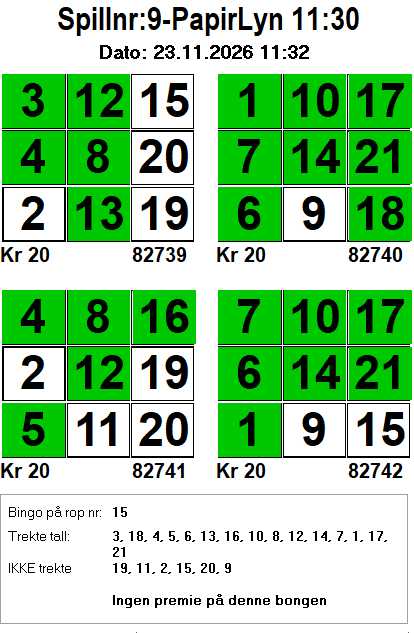 Spillnr:9-PapirLyn 11:30
Dato: 23.11.2026 11:32
3 12 15 1 10 17
4 8 20 7 14 21
2 13 19 6 9 18
Kr 20 82739 Kr 20 82740
4 8 16 7 10 17
2 12 19 6 14 21
5 11 20 1 9 15
Kr 20 82741 Kr 20 82742
Bingo på rop nr: 15
Trekte tall: 3, 18, 4, 5, 6, 13, 16, 10, 8, 12, 14, 7, 1, 17,
21
IKKE trekte 19, 11, 2, 15, 20, 9
Ingen premie på denne bongen